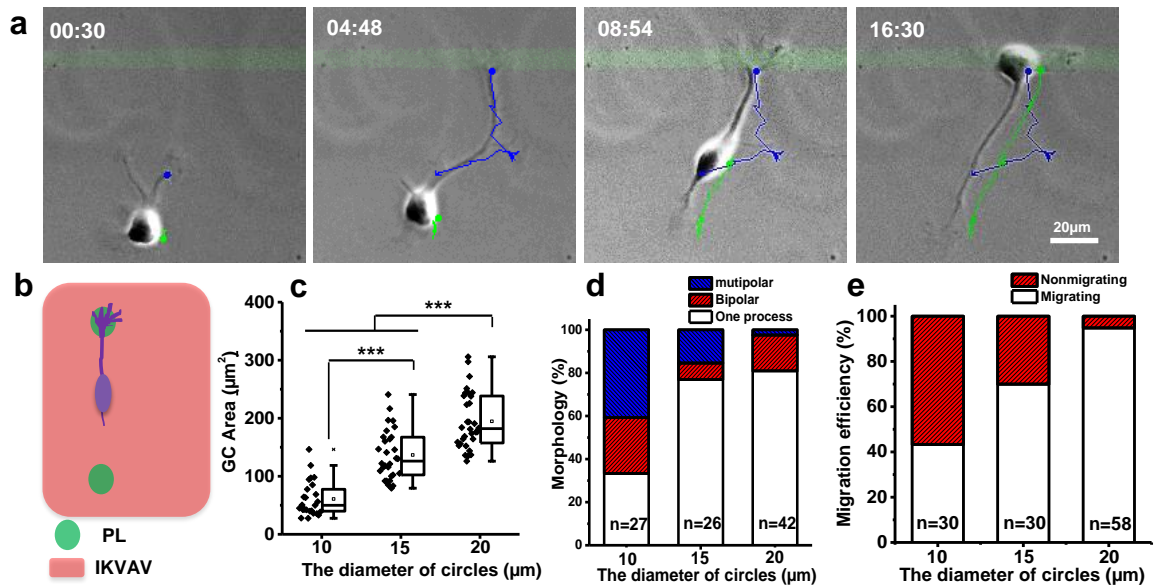 a
00:30
04:48
08:54
16:30
20μm
b
PL
IKVAV
c
***
***
400
300
200
100
0
GC Area (μm²)
10
15
20
The diameter of circles (μm)
d
mutipolar
Bipolar
One process
100
80
60
40
20
0
Morphology (%)
n=27
n=26
n=42
10
15
20
The diameter of circles (μm)
e
Nonmigrating
Migrating
100
80
60
40
20
0
Migration efficiency (%)
n=30
n=30
n=58
10
15
20
The diameter of circles (μm)